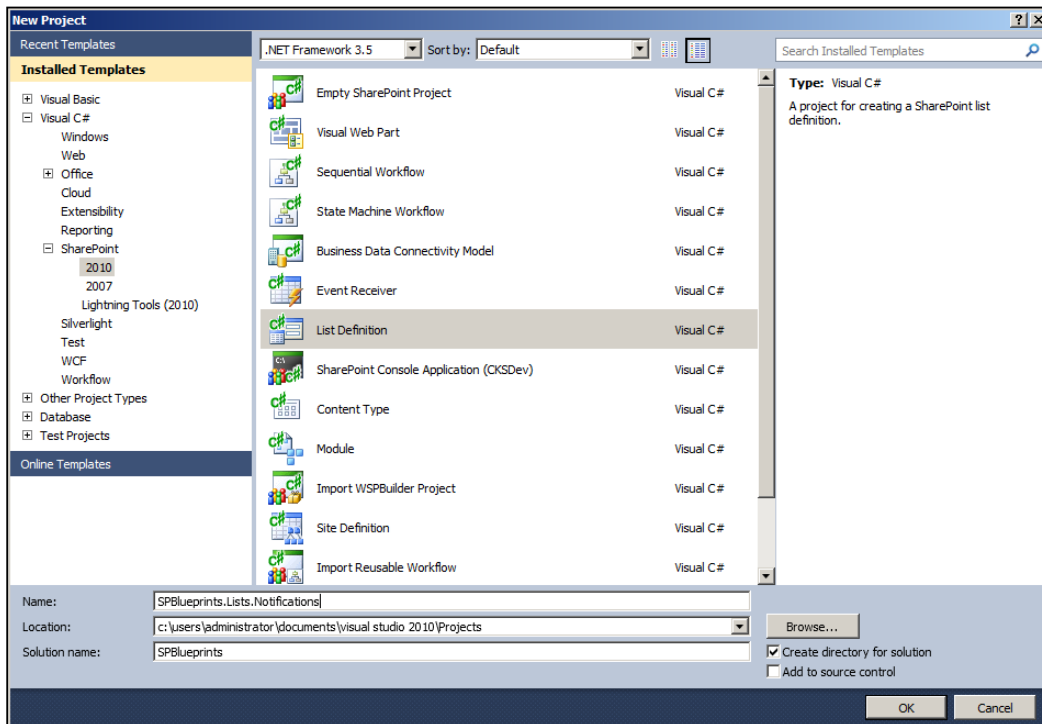 New Project
Recent Templates
Installed Templates
Visual Basic
Visual C#
Windows
Web
Office
Cloud
Extensibility
Reporting
SharePoint
2010
2007
Lightning Tools (2010)
Silverlight
Test
WCF
Workflow
Other Project Types
Database
Test Projects
Online Templates
.NET Framework 3.5 Sort by: Default
Empty SharePoint Project Visual C#
Visual Web Part Visual C#
Sequential Workflow Visual C#
State Machine Workflow Visual C#
Business Data Connectivity Model Visual C#
Event Receiver Visual C#
List Definition Visual C#
SharePoint Console Application (CKSDev) Visual C#
Content Type Visual C#
Module Visual C#
Import WSPBuilder Project Visual C#
Site Definition Visual C#
Import Reusable Workflow Visual C#
Search Installed Templates
Type: Visual C#
A project for creating a SharePoint list
definition.
Name: SPBlueprints.Lists.Notifications
Location: c:\users\administrator\documents\visual studio 2010\Projects
Browse...
Solution name: SPBlueprints
Create directory for solution
Add to source control
OK Cancel